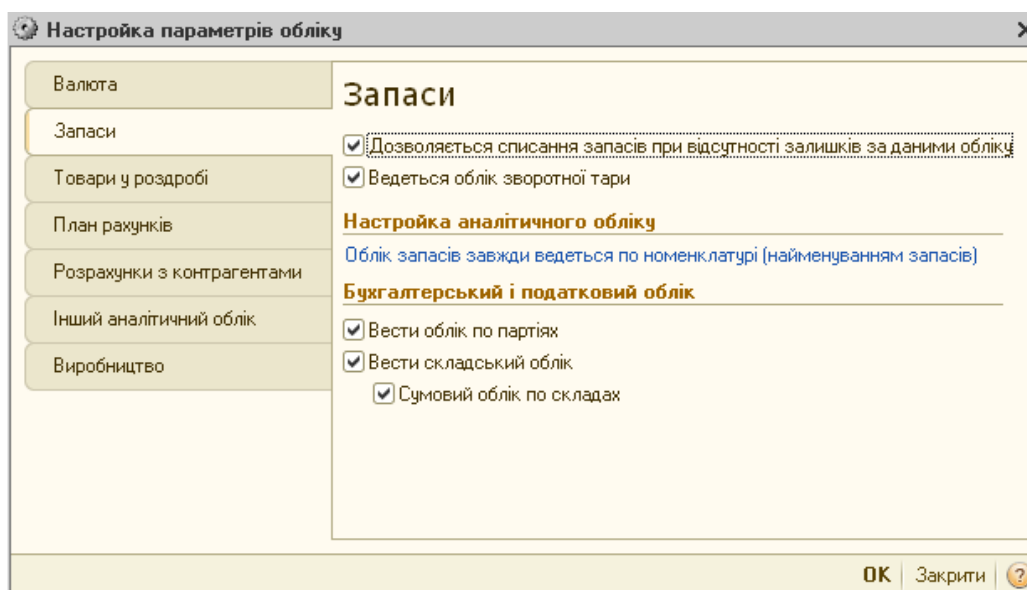 Настройка параметрів обліку
Валюта
Запаси
Товари у роздробі
План рахунків
Розрахунки з контрагентами
Інший аналітичний облік
Виробництво
Запаси
Дозволяється списання запасів при відсутності залишків за даними обліку
Ведеться облік зворотної тари
Настройка аналітичного обліку
Облік запасів завжди ведеться по номенклатурі (найменуванням запасів)
Бухгалтерський і податковий облік
Вести облік по партіях
Вести складський облік
Сумовий облік по складах
OK Закрити ?